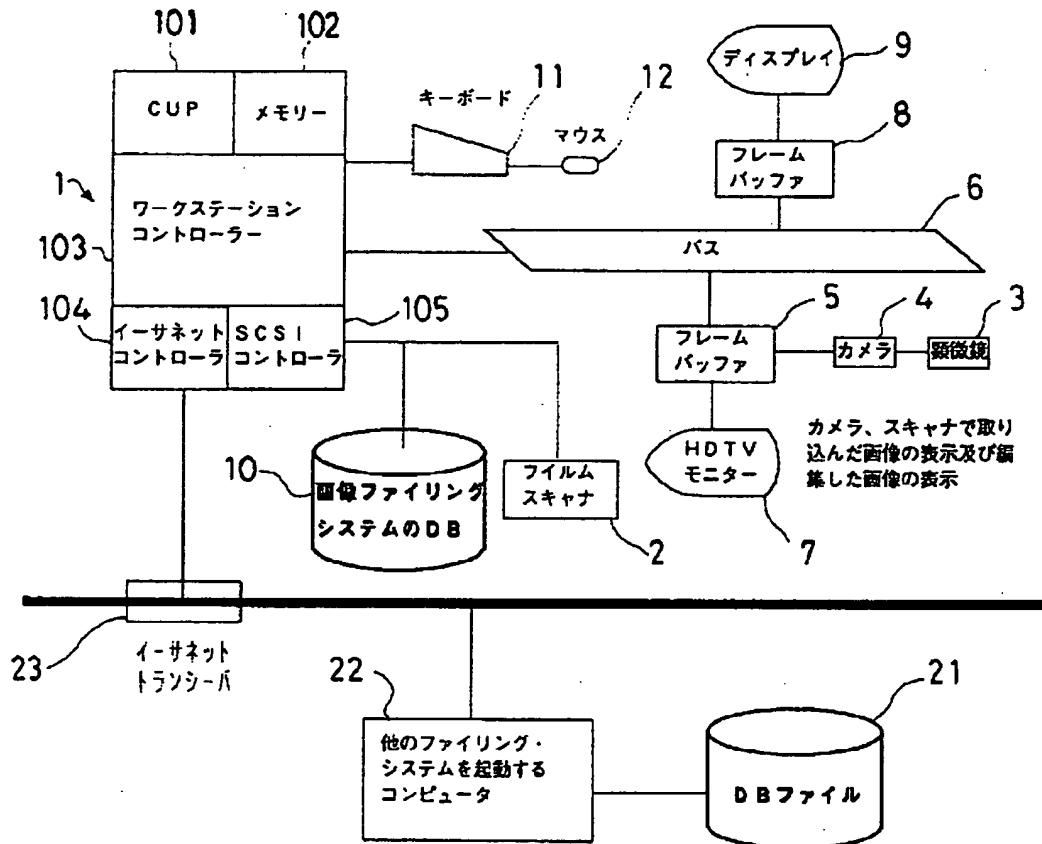 101
102
CUP
メモリー
キーボード
11
マウス
12
ディスプレイ
9
8
フレーム
バッファ
1
ワークステーション
コントローラー
103
6
バス
104
イーサネット
コントローラ
SCSI
コントローラ
105
5
4
3
フレーム
バッファ
カメラ
顕微鏡
HDTV
モニター
7
カメラ、スキャナで取り
込んだ画像の表示及び編
集した画像の表示
10
画像ファイリング
システムのDB
フイルム
スキャナ
2
23
イーサネット
トランシーバ
22
他のファイリング・
システムを起動する
コンピュータ
21
DBファイル